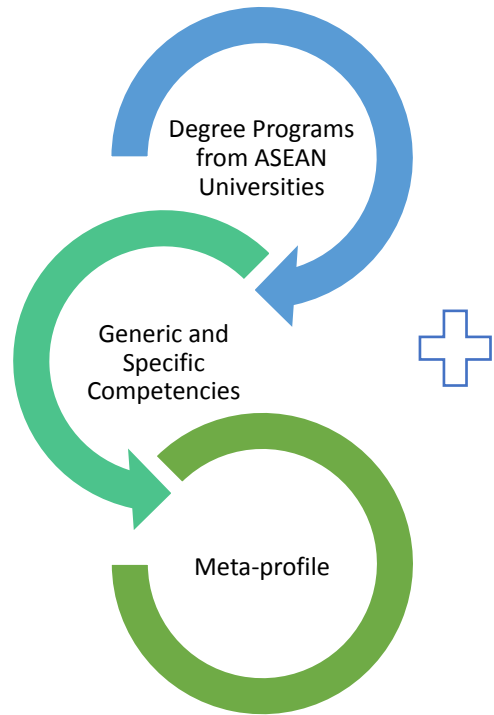 Degree Programs
from ASEAN
Universities
Generic and
Specific
Competencies
Meta-profile